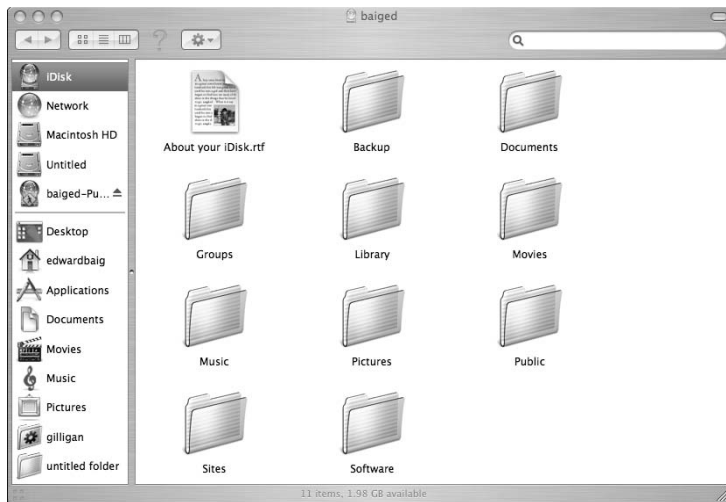 baiged
iDisk
Network
Macintosh HD
Untitled
baiged-Pu...
Desktop
edwardbaig
Applications
Documents
Movies
Music
Pictures
gilligan
untitled folder
About your iDisk.rtf
Backup
Documents
Groups
Library
Movies
Music
Pictures
Public
Sites
Software
11 items, 1.98 GB available